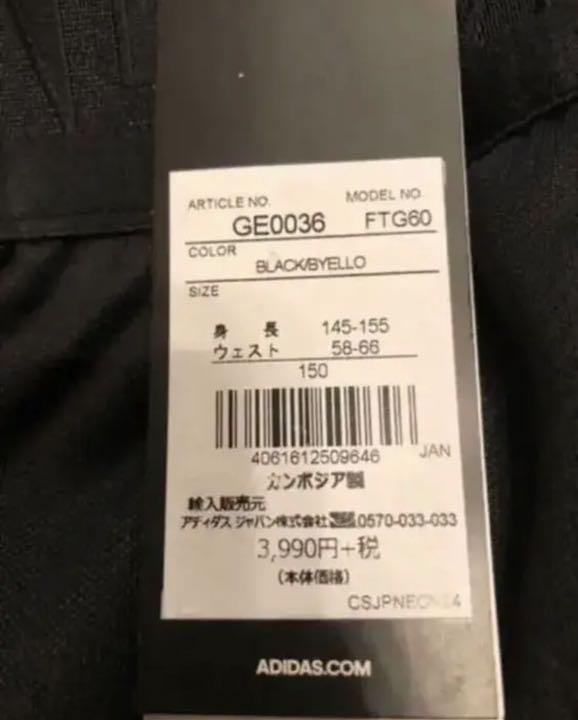 ARTICLE NO. MODEL NO.
GE0036 FTG60
COLOR
BLACK/BYELLO
SIZE
身 長 145-155
ウェスト 58-66
150
4061612509646 JAN
カンボジア製
輸入販売元
アディダス ジャパン株式会社 0570-033-033
3,990円+税
(本体価格)
ADIDAS.COM